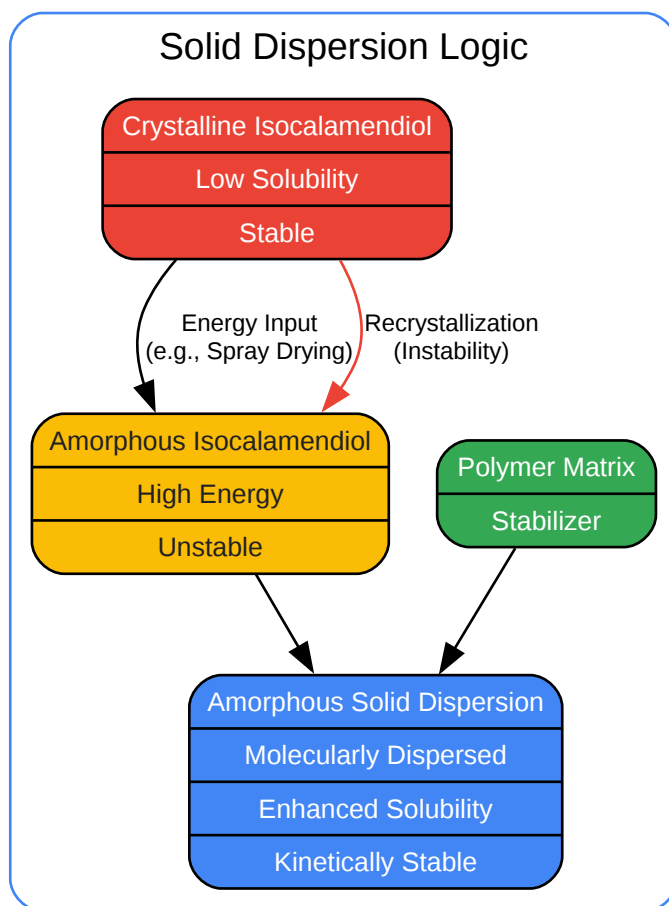 Solid Dispersion Logic
Crystalline Isocalamendiol
Low Solubility
Stable
Energy Input
(e.g., Spray Drying)
Recrystallization
(Instability)
Amorphous Isocalamendiol
High Energy
Unstable
Polymer Matrix
Stabilizer
Amorphous Solid Dispersion
Molecularly Dispersed
Enhanced Solubility
Kinetically Stable